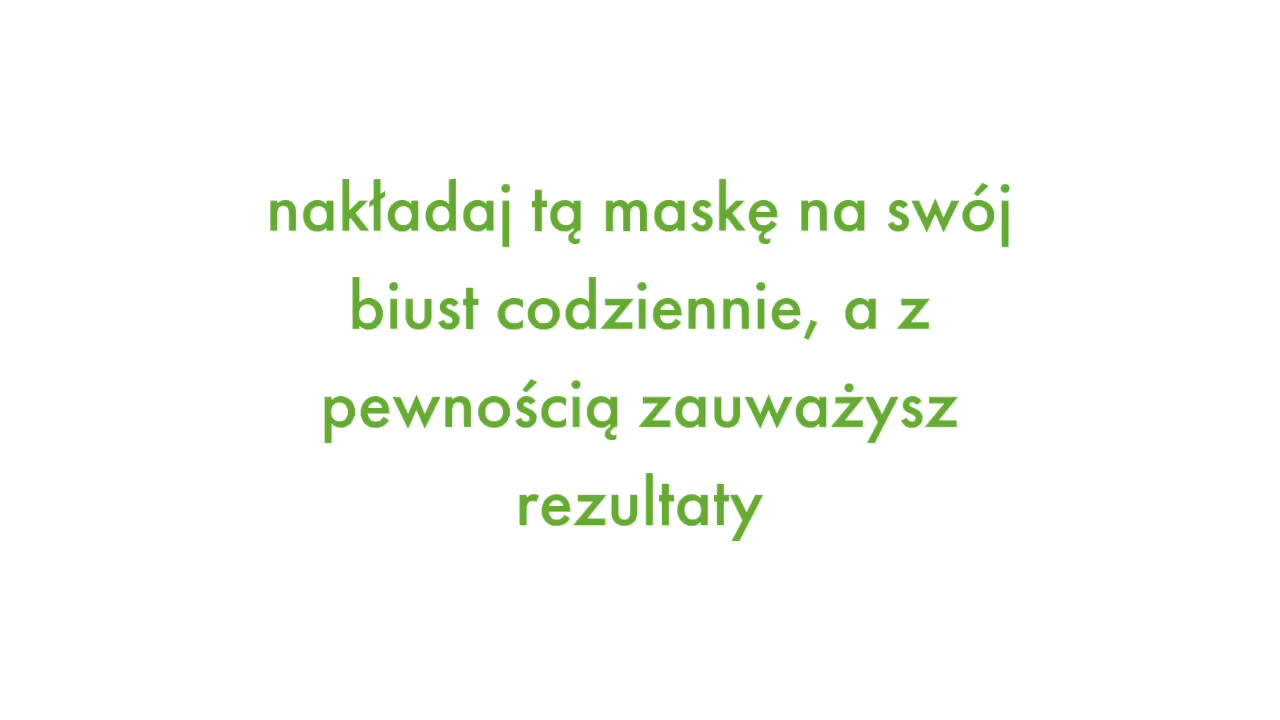 nakładaj tą maskę na swój
biust codziennie, a z
pewnością zauważysz
rezultaty